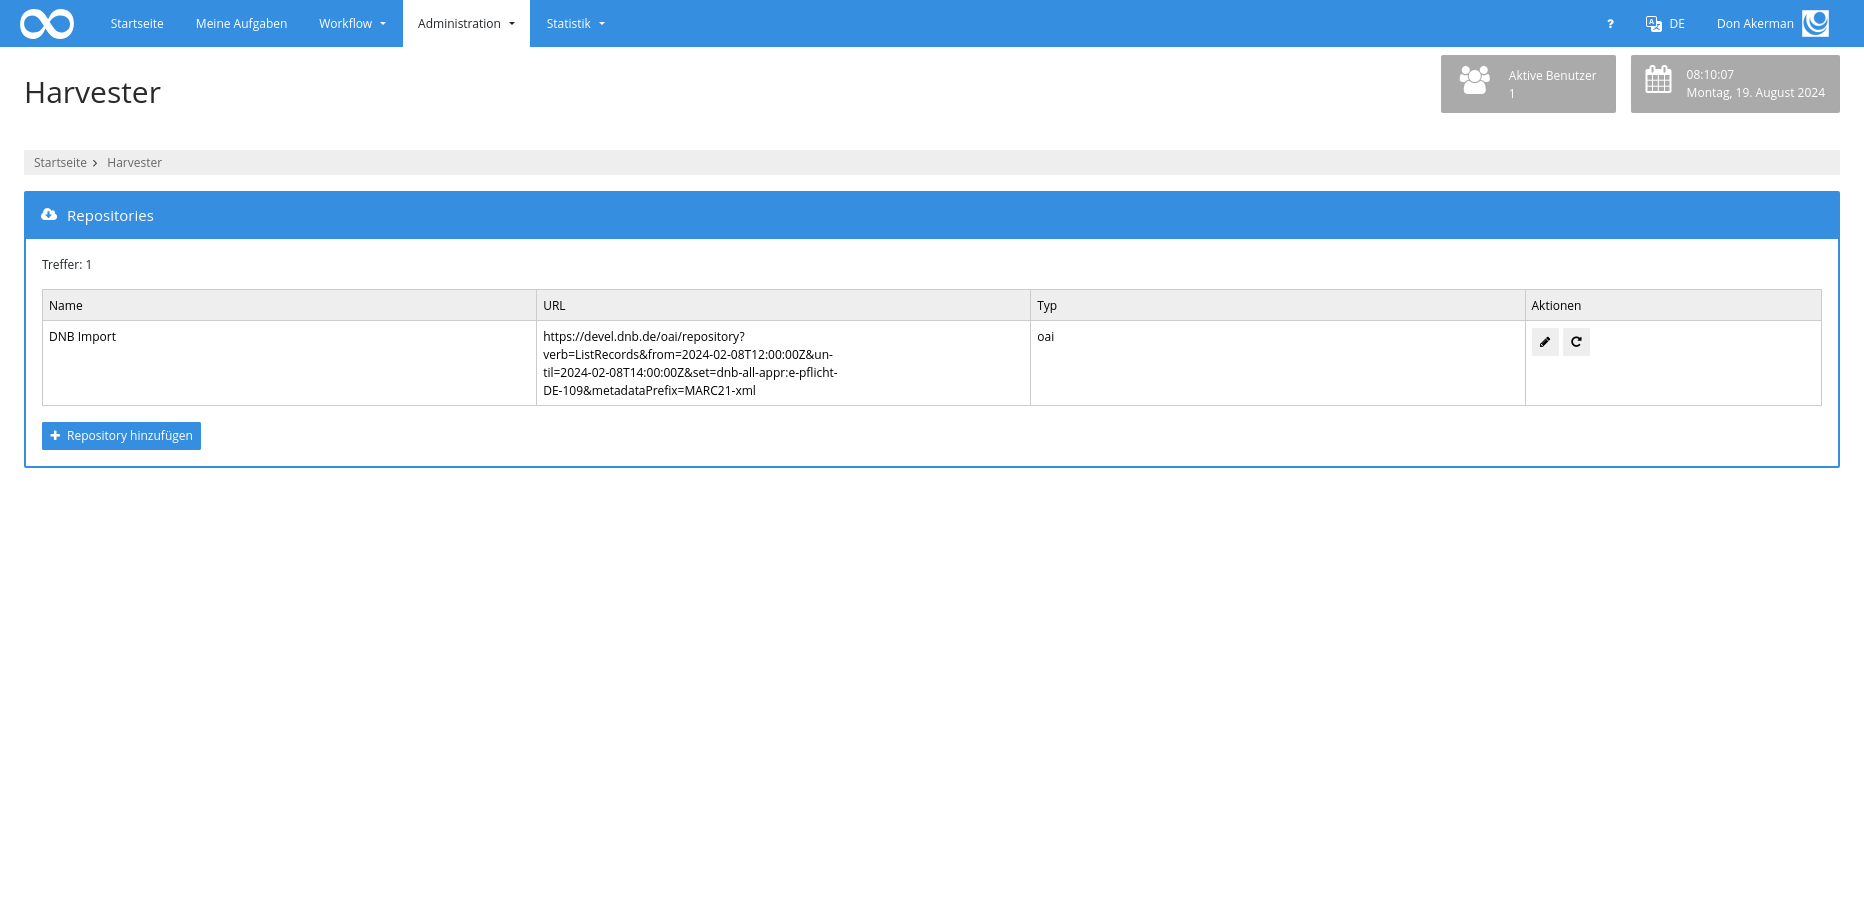 Startseite
Meine Aufgaben
Workflow
Administration
Statistik
?
DE
Don Akerman
Harvester
Aktive Benutzer
1
08:10:07
Montag, 19. August 2024
Startseite > Harvester
Repositories
Treffer: 1
Name
URL
Typ
Aktionen
DNB Import
https://devel.dnb.de/oai/repository?
verb=ListRecords&from=2024-02-08T12:00:00Z&un-
til=2024-02-08T14:00:00Z&set=dnb-all-appr:e-pflicht-
DE-109&metadataPrefix=MARC21-xml
oai
+ Repository hinzufügen